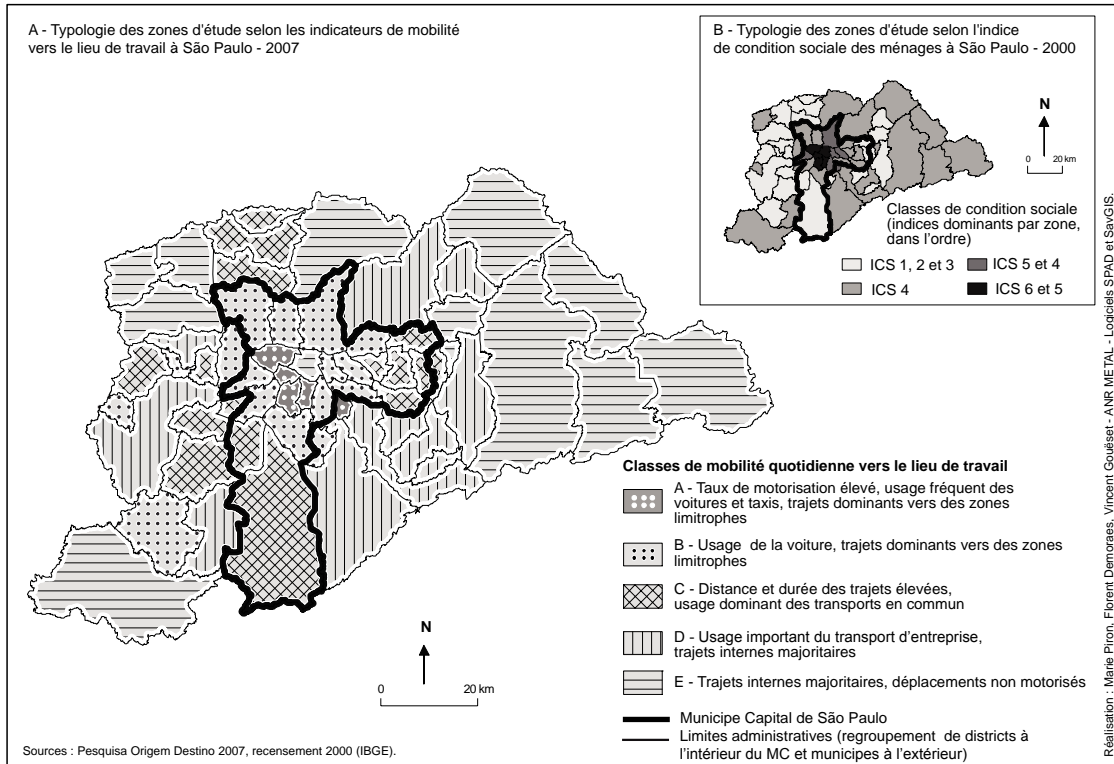 A - Typologie des zones d'étude selon les indicateurs de mobilité
vers le lieu de travail à São Paulo - 2007
B - Typologie des zones d'étude selon l'indice
de condition sociale des ménages à São Paulo - 2000
N
0 20 km
Classes de condition sociale
(indices dominants par zone,
dans l'ordre)
ICS 1, 2 et 3
ICS 5 et 4
ICS 4
ICS 6 et 5
Classes de mobilité quotidienne vers le lieu de travail
A - Taux de motorisation élevé, usage fréquent des
voitures et taxis, trajets dominants vers des zones
limitrophes
B - Usage de la voiture, trajets dominants vers des zones
limitrophes
C - Distance et durée des trajets élevées,
usage dominant des transports en commun
D - Usage important du transport d'entreprise,
trajets internes majoritaires
E - Trajets internes majoritaires, déplacements non motorisés
Municipe Capital de São Paulo
Limites administratives (regroupement de districts à
l'intérieur du MC et municipes à l'extérieur)
N
0 20 km
Sources : Pesquisa Origem Destino 2007, recensement 2000 (IBGE).
Réalisation : Marie Piron, Florent Demoraes, Vincent Gouëset - ANR METAL - Logiciels SPAD et SavGIS.